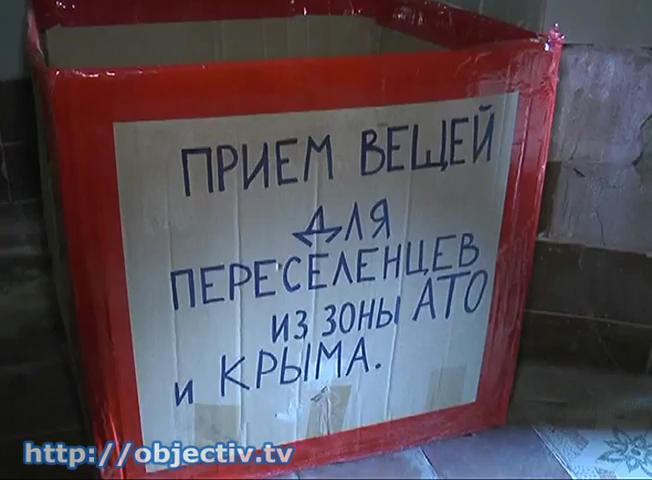 ПРИЕМ ВЕЩЕЙ
ДЛЯ
ПЕРЕСЕЛЕНЦЕВ
ИЗ ЗОНЫ АТО
И КРЫМА.
http://objectiv.tv